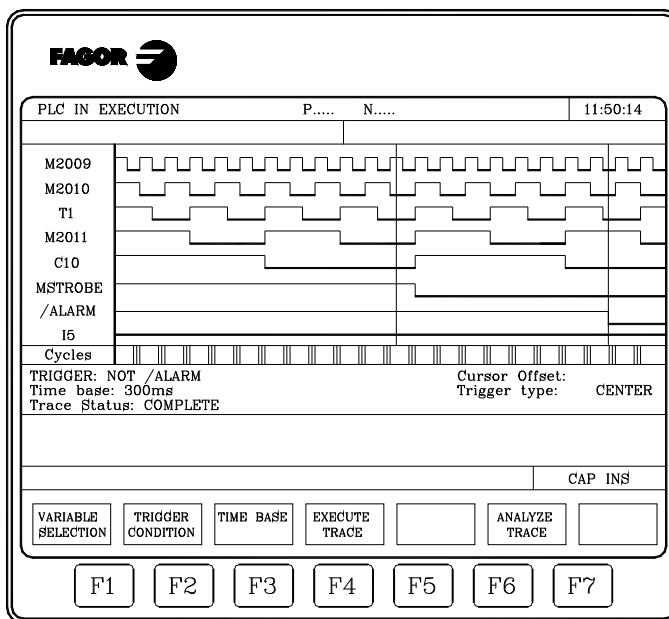 FAGOR
PLC IN EXECUTION P..... N..... 11:50:14
M2009
M2010
T1
M2011
C10
MSTROBE
/ALARM
I5
Cycles
TRIGGER: NOT /ALARM Cursor Offset:
Time base: 300ms Trigger type: CENTER
Trace Status: COMPLETE
CAP INS
VARIABLE SELECTION
TRIGGER CONDITION
TIME BASE
EXECUTE TRACE
ANALYZE TRACE
F1 F2 F3 F4 F5 F6 F7